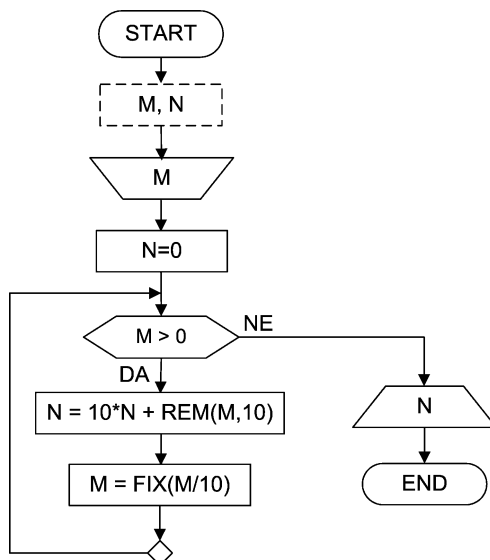 START
M, N
M
N=0
M > 0
NE
DA
N = 10*N + REM(M,10)
N
M = FIX(M/10)
END